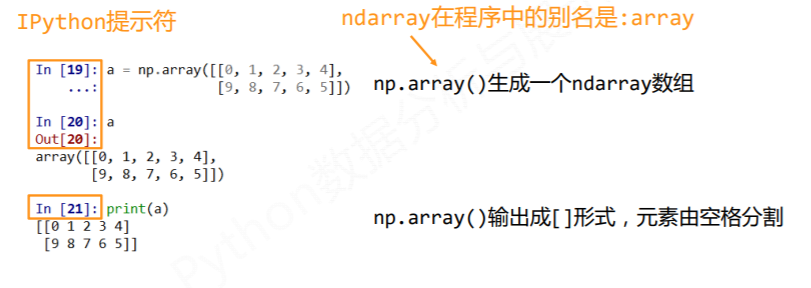 IPython提示符
ndarray在程序中的别名是:array
In [19]: a = np.array([[0, 1, 2, 3, 4],
...: [9, 8, 7, 6, 5]])
np.array()生成一个ndarray数组
In [20]: a
Out[20]:
array([[0, 1, 2, 3, 4],
[9, 8, 7, 6, 5]])
In [21]: print(a)
[[0 1 2 3 4]
[9 8 7 6 5]]
np.array()输出成[]形式，元素由空格分割
Python数据分析与展